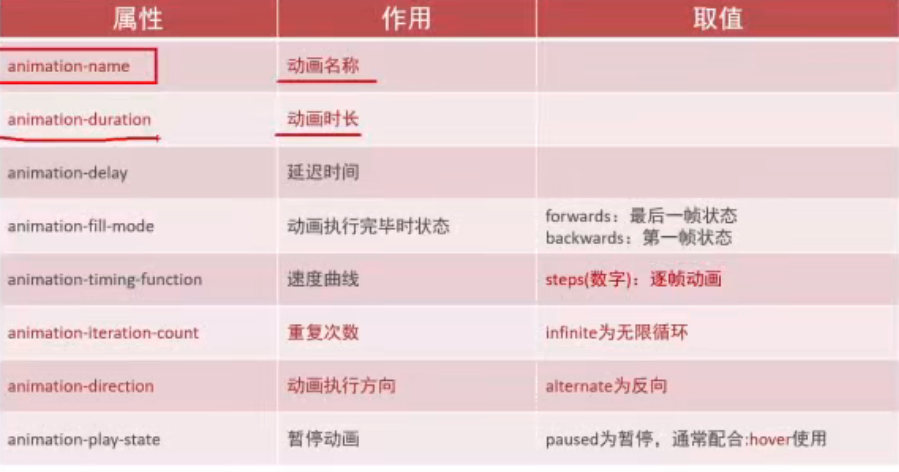 属性 作用 取值
animation-name 动画名称
animation-duration 动画时长
animation-delay 延迟时间
animation-fill-mode 动画执行完毕时状态 forwards：最后一帧状态
backwards：第一帧状态
animation-timing-function 速度曲线 steps(数字)：逐帧动画
animation-iteration-count 重复次数 infinite为无限循环
animation-direction 动画执行方向 alternate为反向
animation-play-state 暂停动画 paused为暂停，通常配合:hover使用